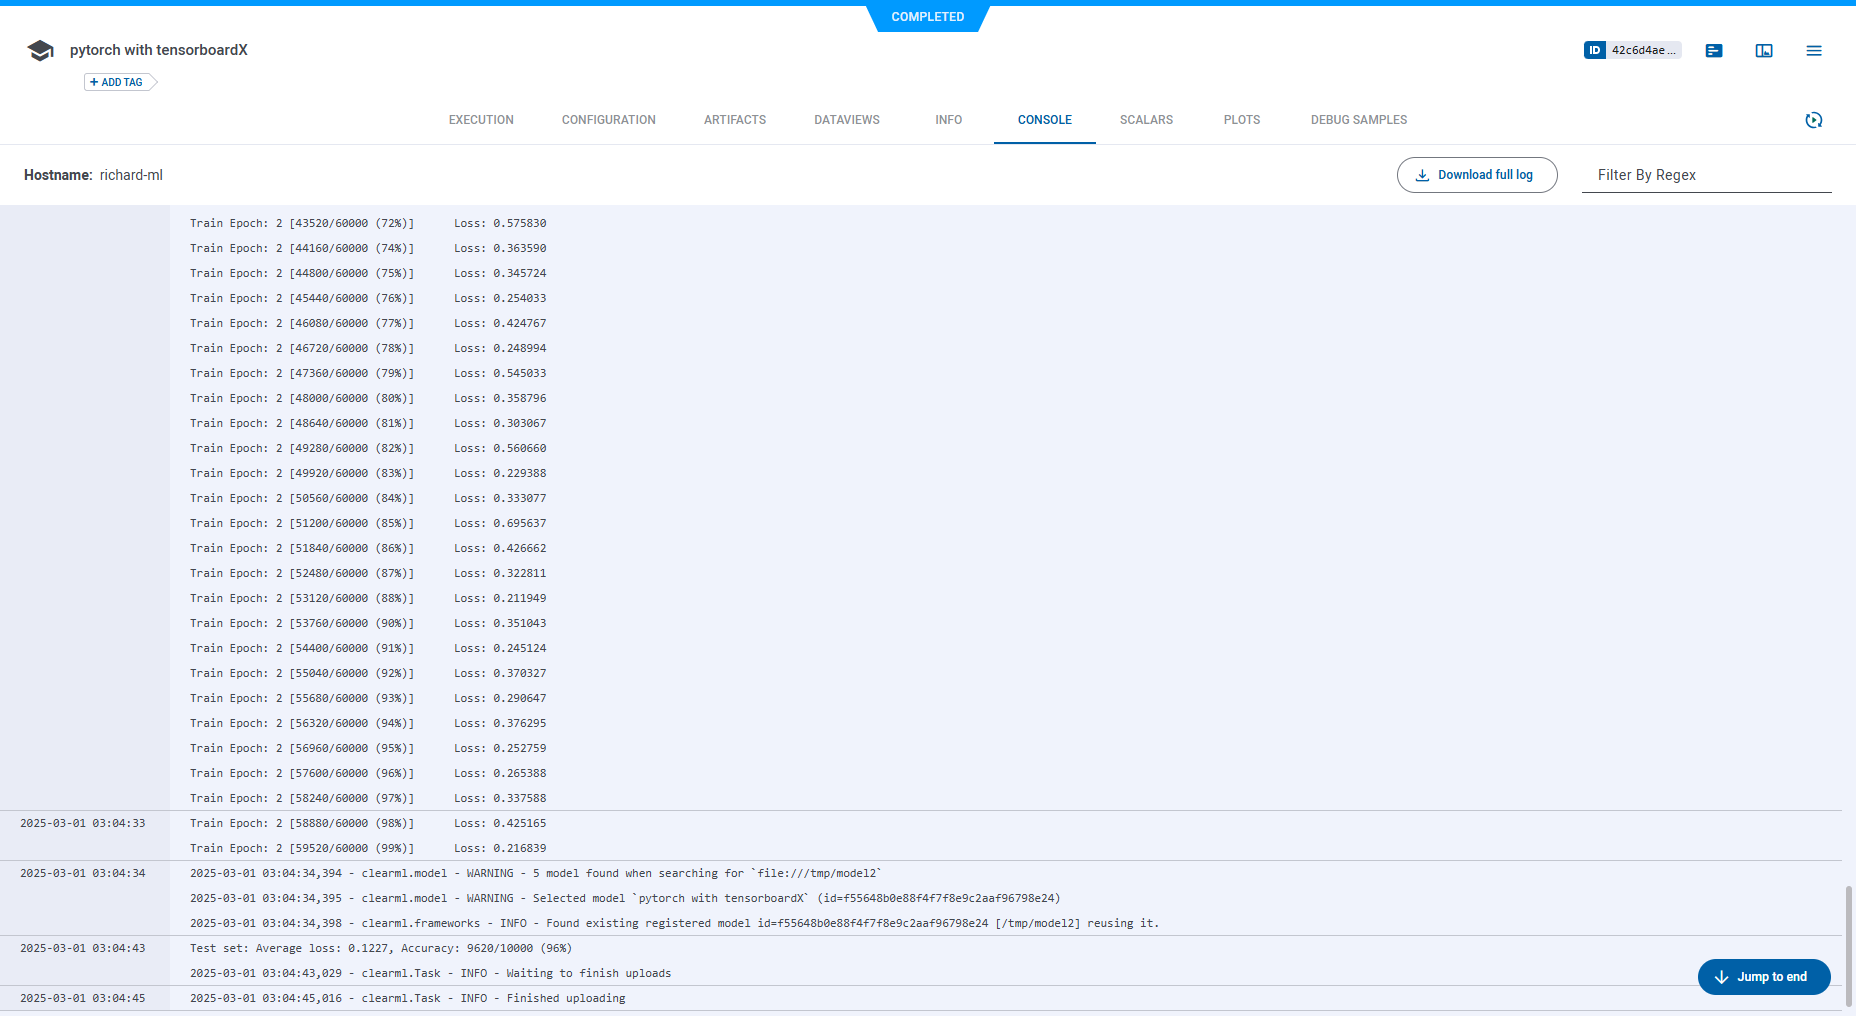 COMPLETED
pytorch with tensorboardX
ID 42c6d4ae ...
+ ADD TAG
EXECUTION CONFIGURATION ARTIFACTS DATAVIEWS INFO CONSOLE SCALARS PLOTS DEBUG SAMPLES
Hostname: richard-ml Download full log Filter By Regex
Train Epoch: 2 [43520/60000 (72%)] Loss: 0.575830
Train Epoch: 2 [44160/60000 (74%)] Loss: 0.363590
Train Epoch: 2 [44800/60000 (75%)] Loss: 0.345724
Train Epoch: 2 [45440/60000 (76%)] Loss: 0.254033
Train Epoch: 2 [46080/60000 (77%)] Loss: 0.424767
Train Epoch: 2 [46720/60000 (78%)] Loss: 0.248994
Train Epoch: 2 [47360/60000 (79%)] Loss: 0.545033
Train Epoch: 2 [48000/60000 (80%)] Loss: 0.358796
Train Epoch: 2 [48640/60000 (81%)] Loss: 0.303067
Train Epoch: 2 [49280/60000 (82%)] Loss: 0.560660
Train Epoch: 2 [49920/60000 (83%)] Loss: 0.229388
Train Epoch: 2 [50560/60000 (84%)] Loss: 0.333077
Train Epoch: 2 [51200/60000 (85%)] Loss: 0.695637
Train Epoch: 2 [51840/60000 (86%)] Loss: 0.426662
Train Epoch: 2 [52480/60000 (87%)] Loss: 0.322811
Train Epoch: 2 [53120/60000 (88%)] Loss: 0.211949
Train Epoch: 2 [53760/60000 (90%)] Loss: 0.351043
Train Epoch: 2 [54400/60000 (91%)] Loss: 0.245124
Train Epoch: 2 [55040/60000 (92%)] Loss: 0.370327
Train Epoch: 2 [55680/60000 (93%)] Loss: 0.290647
Train Epoch: 2 [56320/60000 (94%)] Loss: 0.376295
Train Epoch: 2 [56960/60000 (95%)] Loss: 0.252759
Train Epoch: 2 [57600/60000 (96%)] Loss: 0.265388
Train Epoch: 2 [58240/60000 (97%)] Loss: 0.337588
2025-03-01 03:04:33 Train Epoch: 2 [58880/60000 (98%)] Loss: 0.425165
Train Epoch: 2 [59520/60000 (99%)] Loss: 0.216839
2025-03-01 03:04:34 2025-03-01 03:04:34,394 - clearml.model - WARNING - 5 model found when searching for `file:///tmp/model2`
2025-03-01 03:04:34,395 - clearml.model - WARNING - Selected model `pytorch with tensorboardX` (id=f55648b0e88f4f7f8e9c2aaf96798e24)
2025-03-01 03:04:34,398 - clearml.frameworks - INFO - Found existing registered model id=f55648b0e88f4f7f8e9c2aaf96798e24 [/tmp/model2] reusing it.
2025-03-01 03:04:43 Test set: Average loss: 0.1227, Accuracy: 9620/10000 (96%)
2025-03-01 03:04:43,029 - clearml.Task - INFO - Waiting to finish uploads
Jump to end
2025-03-01 03:04:45 2025-03-01 03:04:45,016 - clearml.Task - INFO - Finished uploading